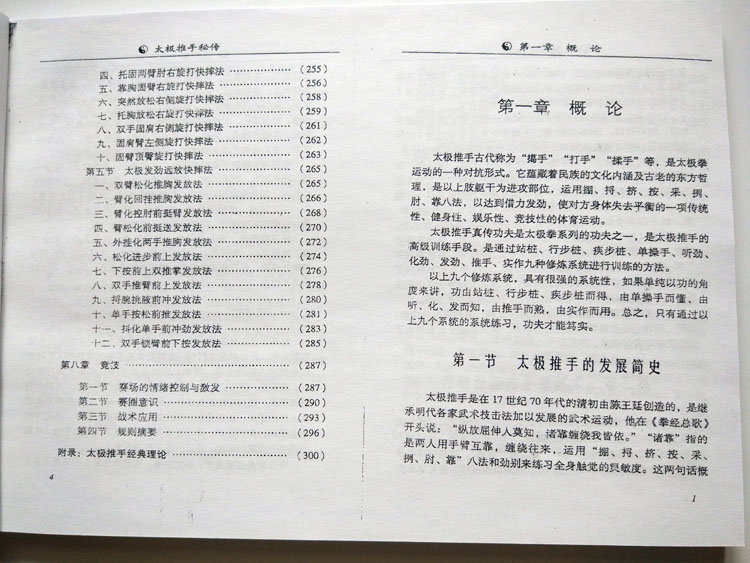 太极推手秘传
四、托固两臂肘右旋打快摔法 (255)
五、靠胸固臂右旋打快摔法 (256)
六、突然放松右侧旋打快摔法 (258)
七、托胸放松右旋打快摔法 (259)
八、双手固肩右侧旋打快摔法 (261)
九、固肩臂左侧旋打快摔法 (262)
十、固臂顶臀旋打快摔法 (263)
第五节 太极发劲远放快摔法 (265)
一、双臂松化推胸发放法 (265)
二、臂化回挂推胸发放法 (266)
三、臂化控肘前挺臂发放法 (268)
四、臂松化前挺送发放法 (270)
五、外挂化两手推胸发放法 (272)
六、松化进步前上发放法 (274)
七、下按前上双推掌发放法 (276)
八、双手推臂前上发放法 (278)
九、捋腕挑腋前冲发放法 (280)
十、单手按松前推发放法 (281)
十一、抖化单手前冲劲发放法 (283)
十二、双手锁臂前下按发放法 (285)
第八章 竞技 (287)
第一节 赛场的情绪控制与激发 (287)
第二节 赛圈意识 (290)
第三节 战术应用 (293)
第四节 规则摘要 (296)
附录：太极推手经典理论 (300)
4
第一章 概 论
第一章 概 论
太极推手古代称为“搗手”“打手”“揉手”等，是太极拳
运动的一种对抗形式。它蕴藏着民族的文化内涵及古老的东方哲
理，是以上肢躯干为进攻部位，运用掤、捋、挤、按、采、挒、
肘、靠八法，以达到借力发劲，使对方身体失去平衡的一项传统
性、健身性、娱乐性、竞技性的体育运动。
太极推手真传功夫是太极拳系列的功夫之一，是太极推手的
高级训练手段。是通过站桩、行步桩、疾步桩、单操手、听劲、
化劲、发劲、推手、实作九种修炼系统进行训练的方法。
以上九个修炼系统，具有很强的系统性，如果单纯以功的角
度来讲，功由站桩、行步桩、疾步桩而得，由单操手而懂，由
听、化、发而知，由推手而熟，由实作而用。总之，只有通过以
上九个系统的系统练习，功夫才能笃实。
第一节 太极推手的发展简史
太极推手是在17世纪70年代的清初由陈王廷创造的，是继
承明代各家武术技击法加以发展的武术运动，他在《拳经总歌》
开头说：“纵放屈伸人莫知，诸靠缠绕我皆依。”“诸靠”指的
是两人用手臂互靠，缠绕往来，运用“掤、捋、挤、按、采、
挒、肘、靠”八法和劲别来练习全身触觉的灵敏度。这两句话概
1